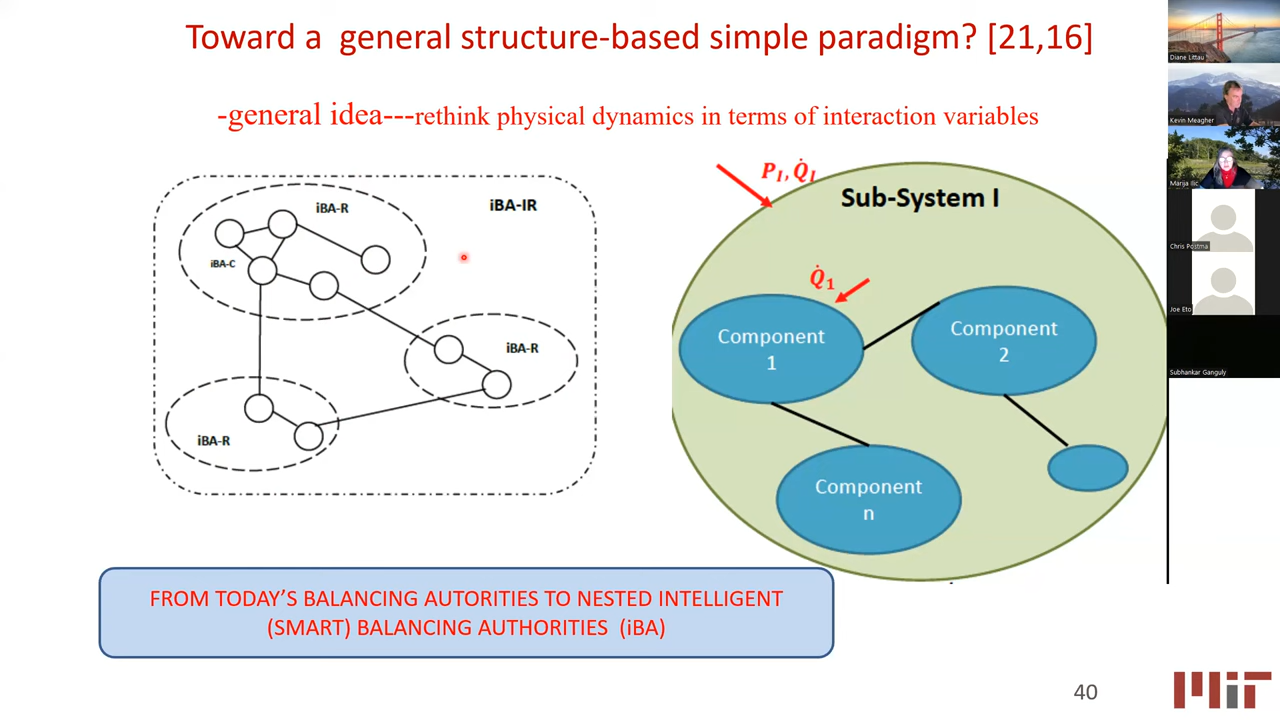 Toward a general structure-based simple paradigm? [21,16]
-general idea---rethink physical dynamics in terms of interaction variables
iBA-R
iBA-IR
iBA-C
iBA-R
iBA-R
P_I, Q̇_I
Sub-System I
Q̇_1
Component
1
Component
2
Component
n
FROM TODAY'S BALANCING AUTORITIES TO NESTED INTELLIGENT
(SMART) BALANCING AUTHORITIES (iBA)
40
MIT
Diane Littau
Kevin Meagher
Marija Ilic
Chris Postma
Joe Eto
Subhankar Ganguly